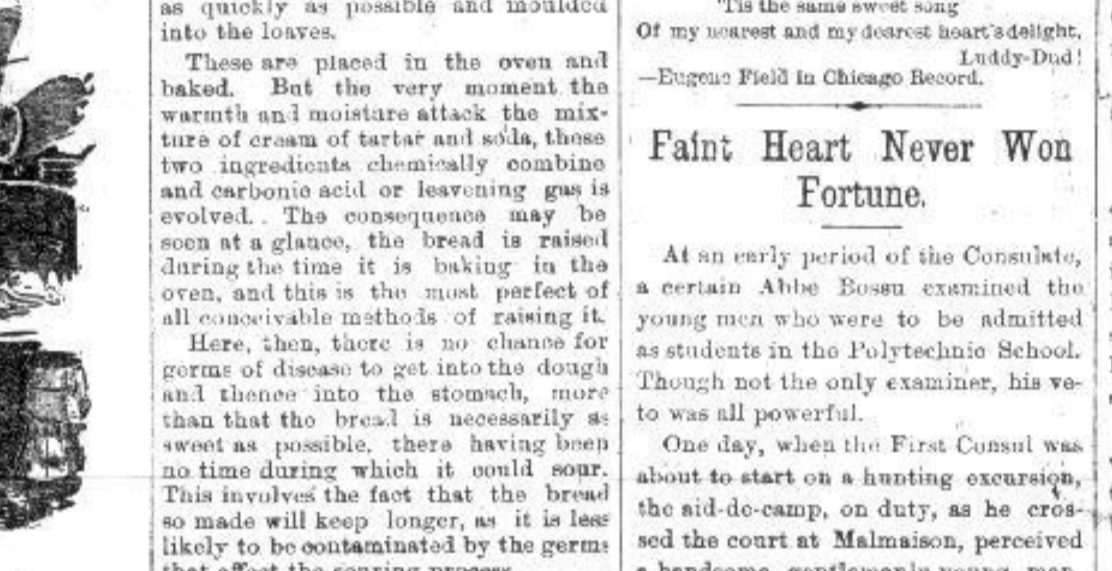 as quickly as possible and moulded
into the loaves.
These are placed in the oven and
baked. But the very moment the
warmth and moisture attack the mix-
ture of cream of tartar and soda, these
two ingredients chemically combine
and carbonic acid or leavening gas is
evolved. The consequence may be
seen at a glance, the bread is raised
during the time it is baking in the
oven, and this is the most perfect of
all conceivable methods of raising it.
Here, then, there is no chance for
germs of disease to get into the dough
and thence into the stomach, more
than that the bread is necessarily as
sweet as possible, there having been
no time during which it could sour.
This involves the fact that the bread
so made will keep longer, as it is less
likely to be contaminated by the germs
that affect the souring process.
'Tis the same sweet song
Of my nearest and my dearest heart's delight,
Luddy-Dud!
—Eugene Field in Chicago Record.
Faint Heart Never Won
Fortune.
At an early period of the Consulate,
a certain Abbe Bossu examined the
young men who were to be admitted
as students in the Polytechnic School.
Though not the only examiner, his ve-
to was all powerful.
One day, when the First Consul was
about to start on a hunting excursion,
the aid-de-camp, on duty, as he cros-
sed the court at Malmaison, perceived
a handsome, gentlemanly young man,